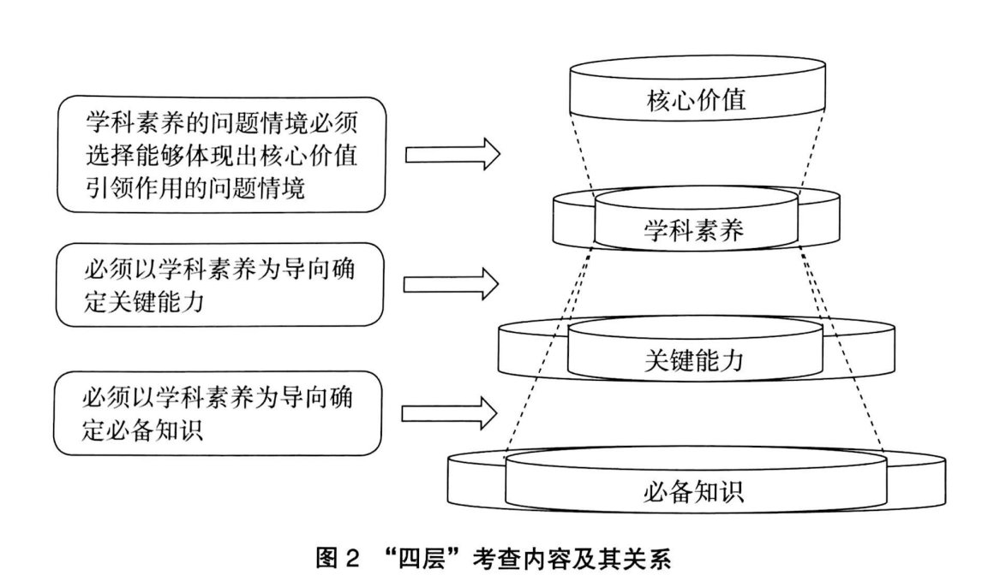 核心价值
学科素养的问题情境必须
选择能够体现出核心价值
引领作用的问题情境
学科素养
必须以学科素养为导向确
定关键能力
关键能力
必须以学科素养为导向确
定必备知识
必备知识
图 2 “四层”考查内容及其关系